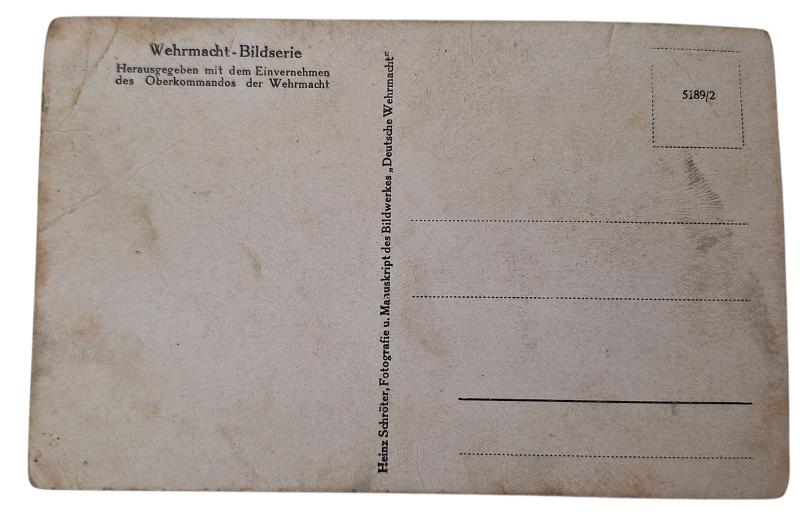 Wehrmacht-Bildserie
Herausgegeben mit dem Einvernehmen
des Oberkommandos der Wehrmacht
Heinz Schröter, Fotografie u. Manuskript des Bildwerkes „Deutsche Wehrmacht“
5189/2